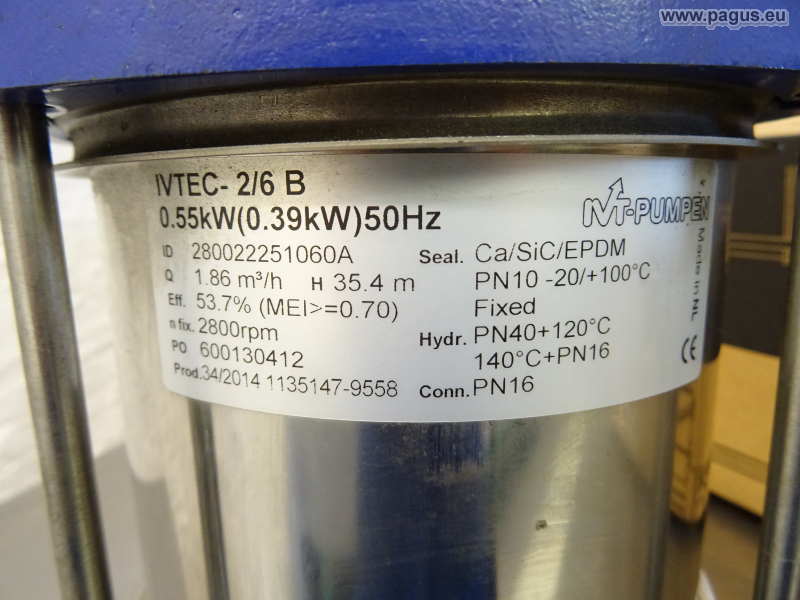 www.pagus.eu
IVTEC- 2/6 B
0.55kW(0.39kW)50Hz
IVT-PUMPEN
ID 280022251060A
Q 1.86 m³/h H 35.4 m
Eff. 53.7% (MEI>=0.70)
n fix. 2800rpm
PO 600130412
Prod. 34/2014 1135147-9558
Seal. Ca/SiC/EPDM
PN10 -20/+100°C
Fixed
Hydr. PN40+120°C
140°C+PN16
Conn. PN16
Made in NL
CE